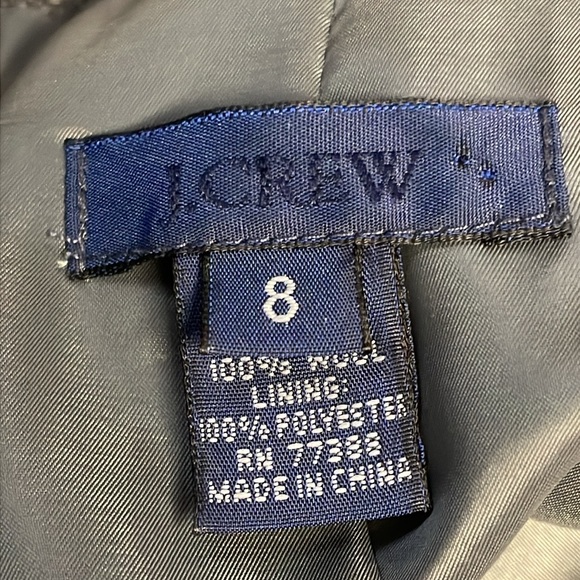 J.CREW
8
100% WOOL
LINING:
100% POLYESTER
RN 77388
MADE IN CHINA